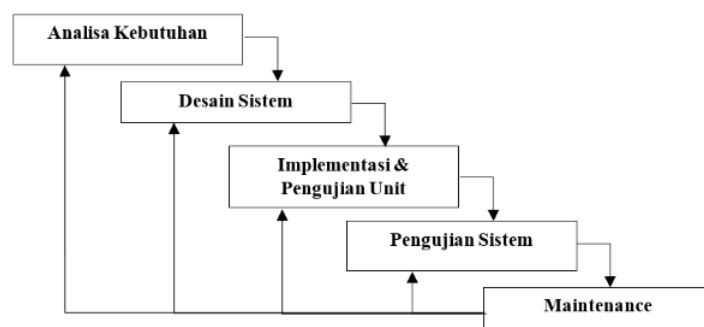 Analisa Kebutuhan
Desain Sistem
Implementasi &
Pengujian Unit
Pengujian Sistem
Maintenance